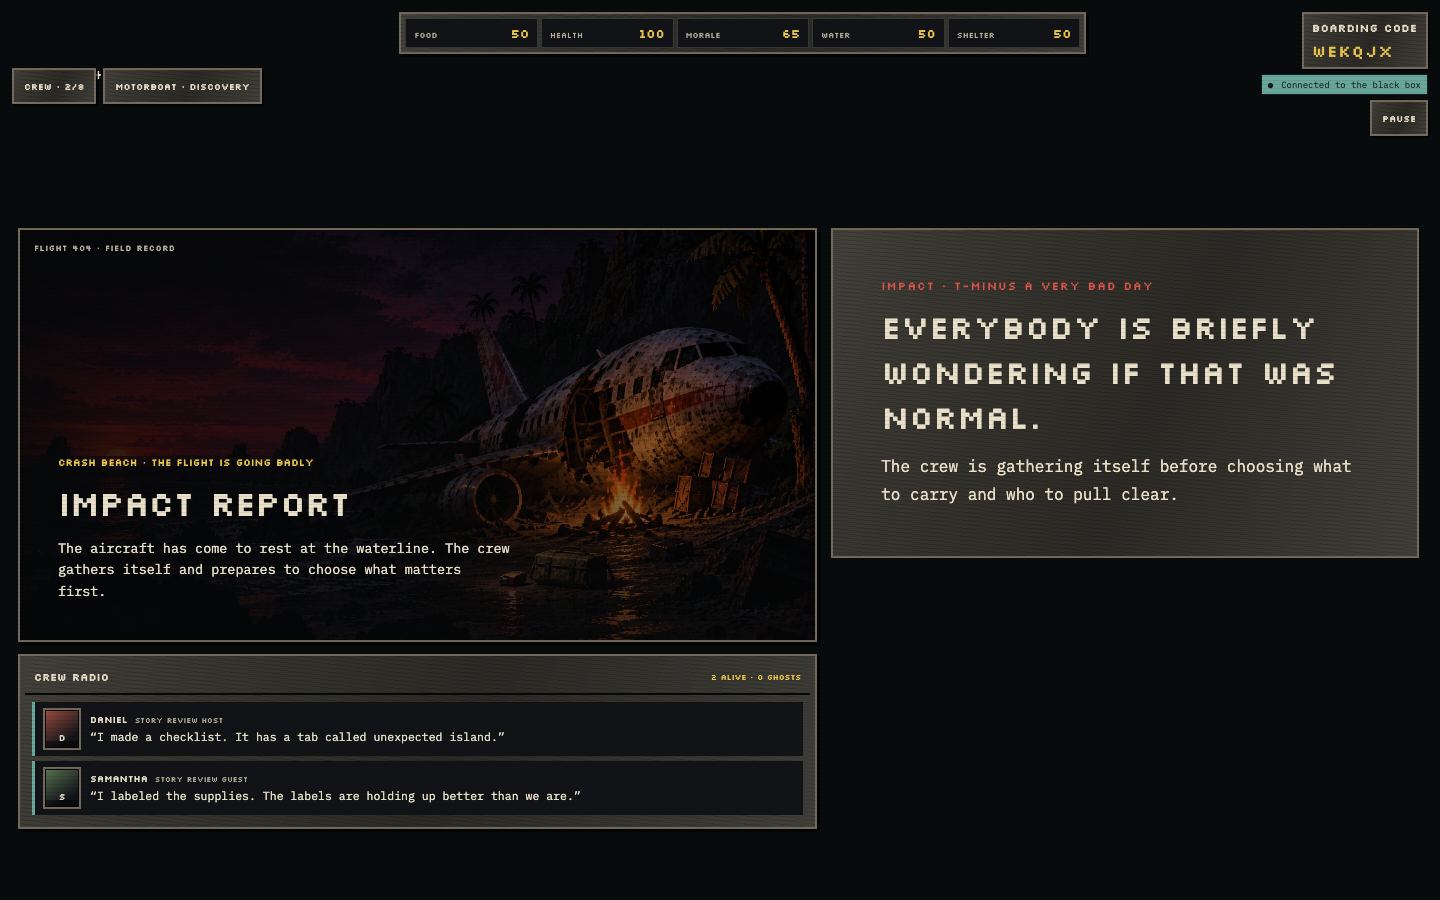 FOOD 50 HEALTH 100 MORALE 65 WATER 50 SHELTER 50
BOARDING CODE
WEKQJX
CREW · 2/8
MOTORBOAT · DISCOVERY
● Connected to the black box
PAUSE
FLIGHT 404 · FIELD RECORD
CRASH BEACH · THE FLIGHT IS GOING BADLY
IMPACT REPORT
The aircraft has come to rest at the waterline. The crew
gathers itself and prepares to choose what matters
first.
IMPACT · T-MINUS A VERY BAD DAY
EVERYBODY IS BRIEFLY
WONDERING IF THAT WAS
NORMAL.
The crew is gathering itself before choosing what
to carry and who to pull clear.
CREW RADIO
2 ALIVE · 0 GHOSTS
D
DANIEL STORY REVIEW HOST
“I made a checklist. It has a tab called unexpected island.”
S
SAMANTHA STORY REVIEW GUEST
“I labeled the supplies. The labels are holding up better than we are.”